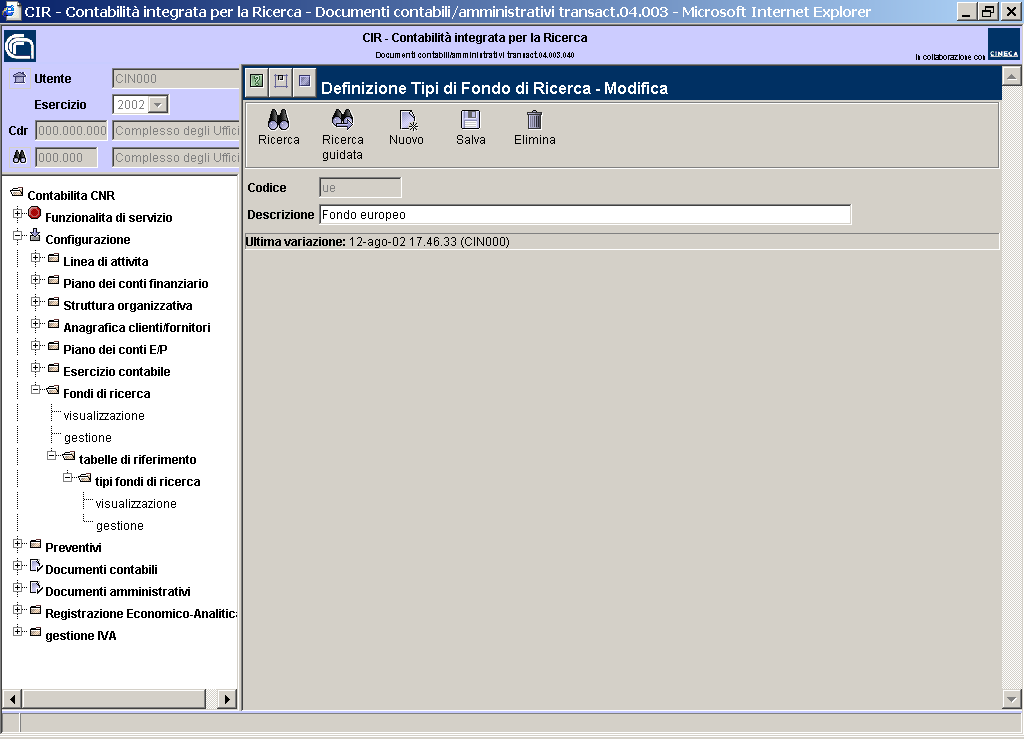 CIR - Contabilità integrata per la Ricerca - Documenti contabili/amministrativi transact.04.003 - Microsoft Internet Explorer
CIR - Contabilità integrata per la Ricerca
Documenti contabili/amministrativi transact.04.003.040
in collaborazione con CINECA
Utente CIN000
Esercizio 2002
Cdr 000.000.000 Complesso degli Uffici
000.000 Complesso degli Uffici
Definizione Tipi di Fondo di Ricerca - Modifica
Ricerca
Ricerca guidata
Nuovo
Salva
Elimina
Codice ue
Descrizione Fondo europeo
Ultima variazione: 12-ago-02 17.46.33 (CIN000)
Contabilita CNR
Funzionalita di servizio
Configurazione
Linea di attivita
Piano dei conti finanziario
Struttura organizzativa
Anagrafica clienti/fornitori
Piano dei conti E/P
Esercizio contabile
Fondi di ricerca
visualizzazione
gestione
tabelle di riferimento
tipi fondi di ricerca
visualizzazione
gestione
Preventivi
Documenti contabili
Documenti amministrativi
Registrazione Economico-Analitica
gestione IVA